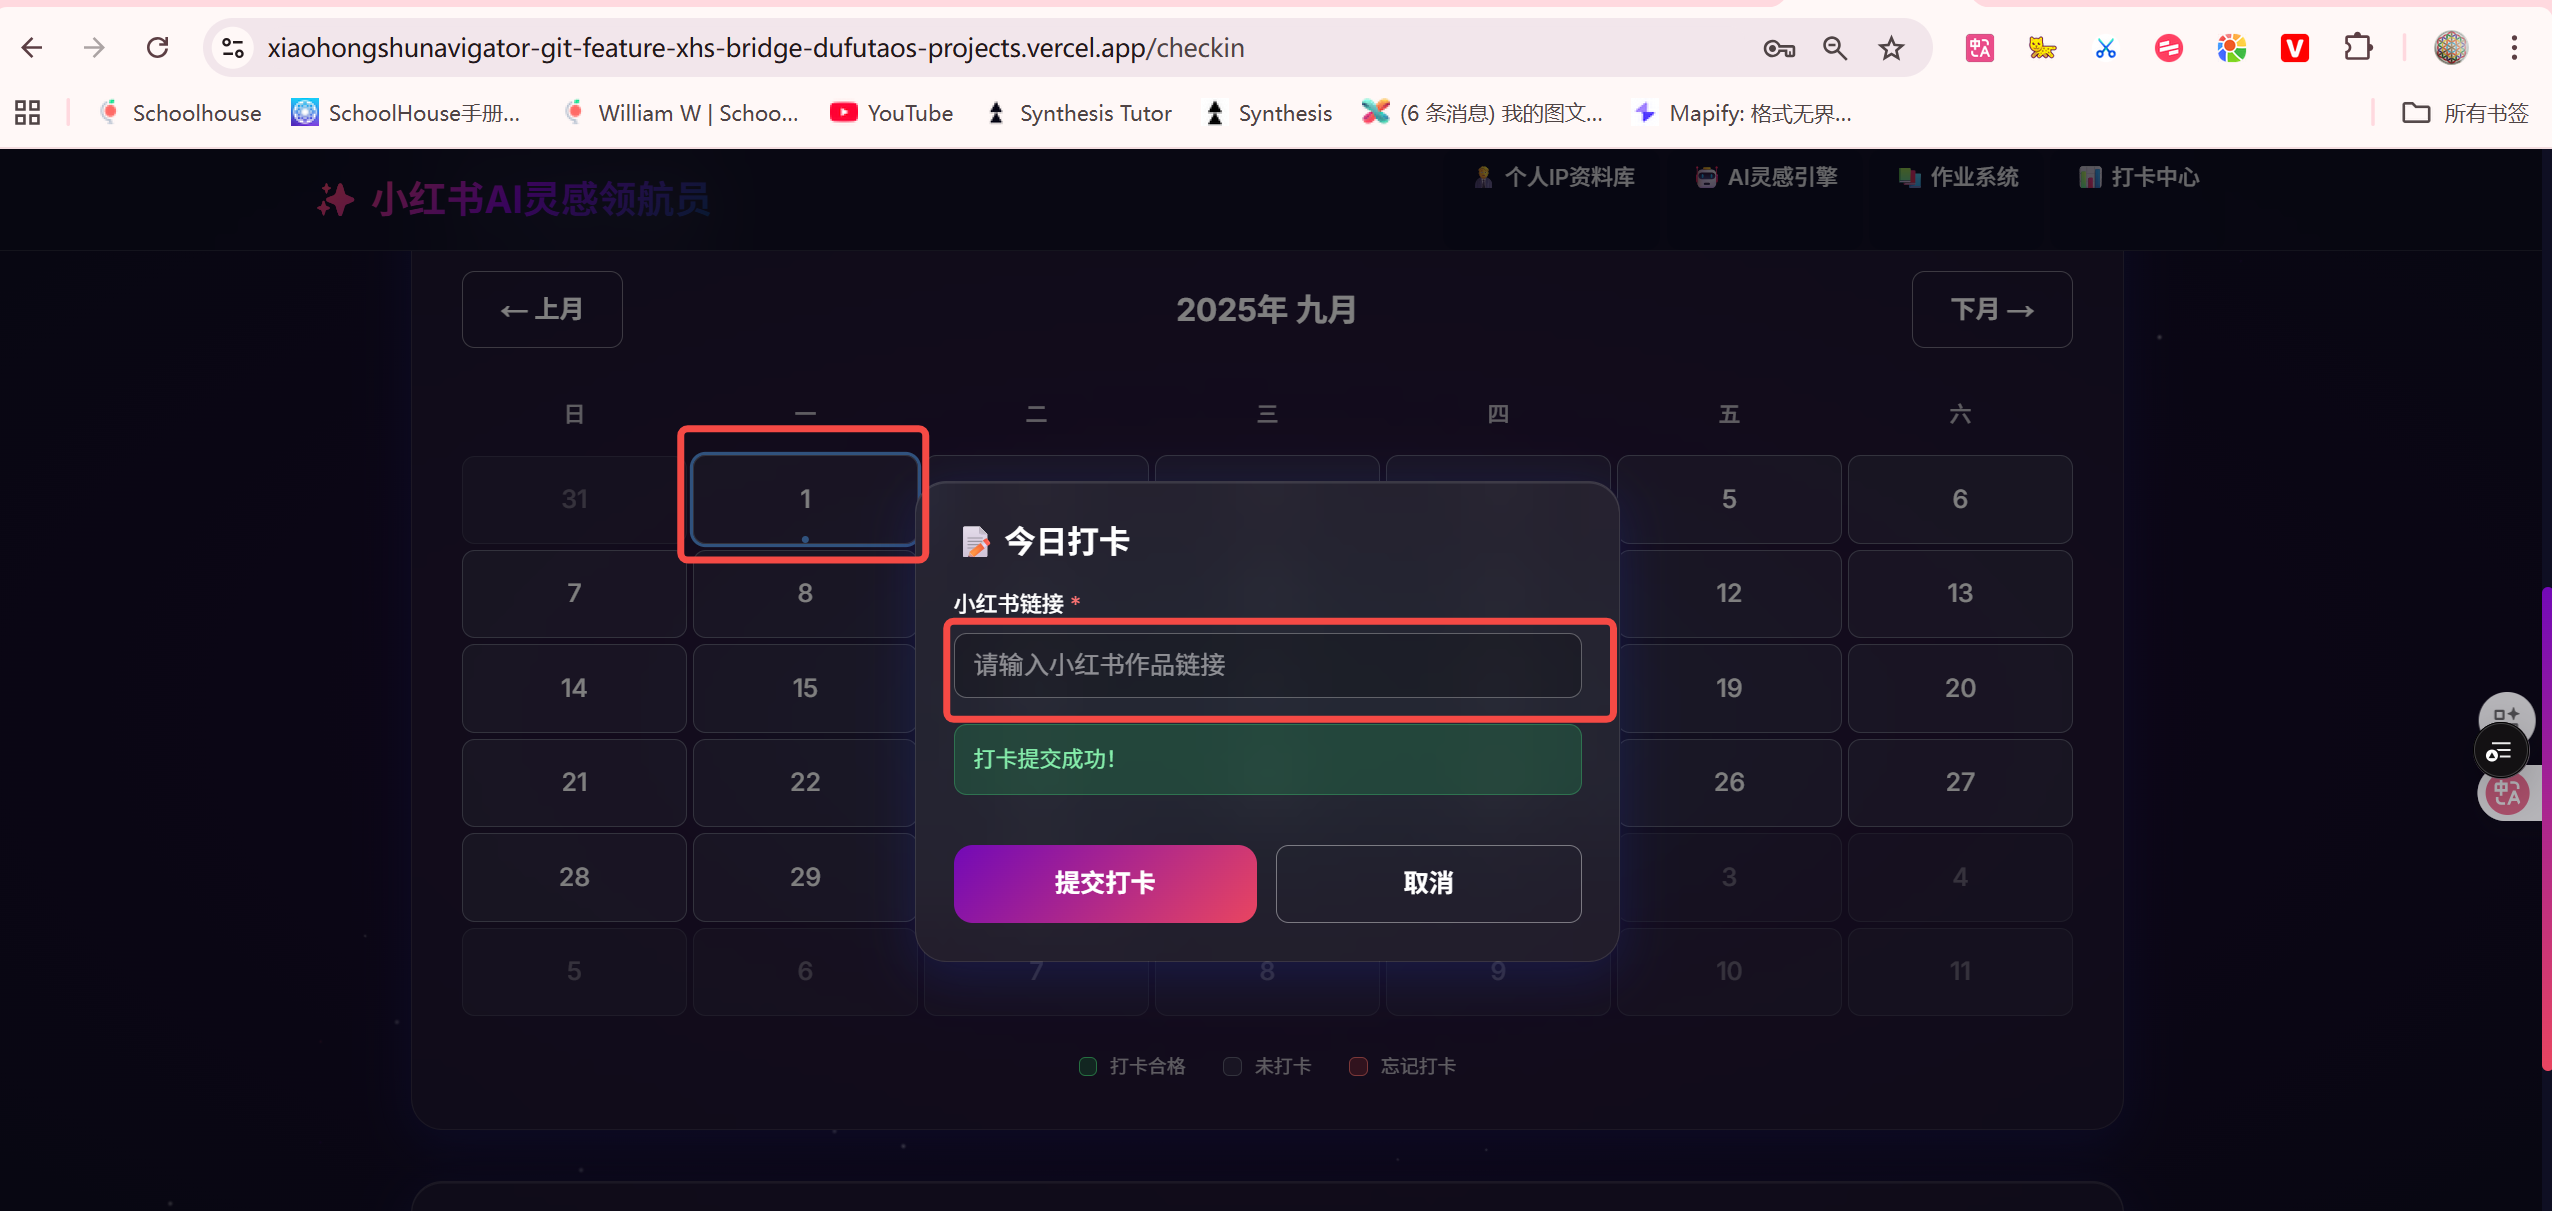 xiaohongshunavigator-git-feature-xhs-bridge-dufutaos-projects.vercel.app/checkin
Schoolhouse
SchoolHouse手册...
William W | Schoo...
YouTube
Synthesis Tutor
Synthesis
(6 条消息) 我的图文...
Mapify: 格式无界...
所有书签
小红书AI灵感领航员
个人IP资料库
AI灵感引擎
作业系统
打卡中心
← 上月
2025年 九月
下月 →
日 一 二 三 四 五 六
31 1 5 6
7 8 12 13
14 15 19 20
21 22 26 27
28 29 3 4
5 6 7 8 9 10 11
今日打卡
小红书链接 *
请输入小红书作品链接
打卡提交成功！
提交打卡
取消
打卡合格
未打卡
忘记打卡